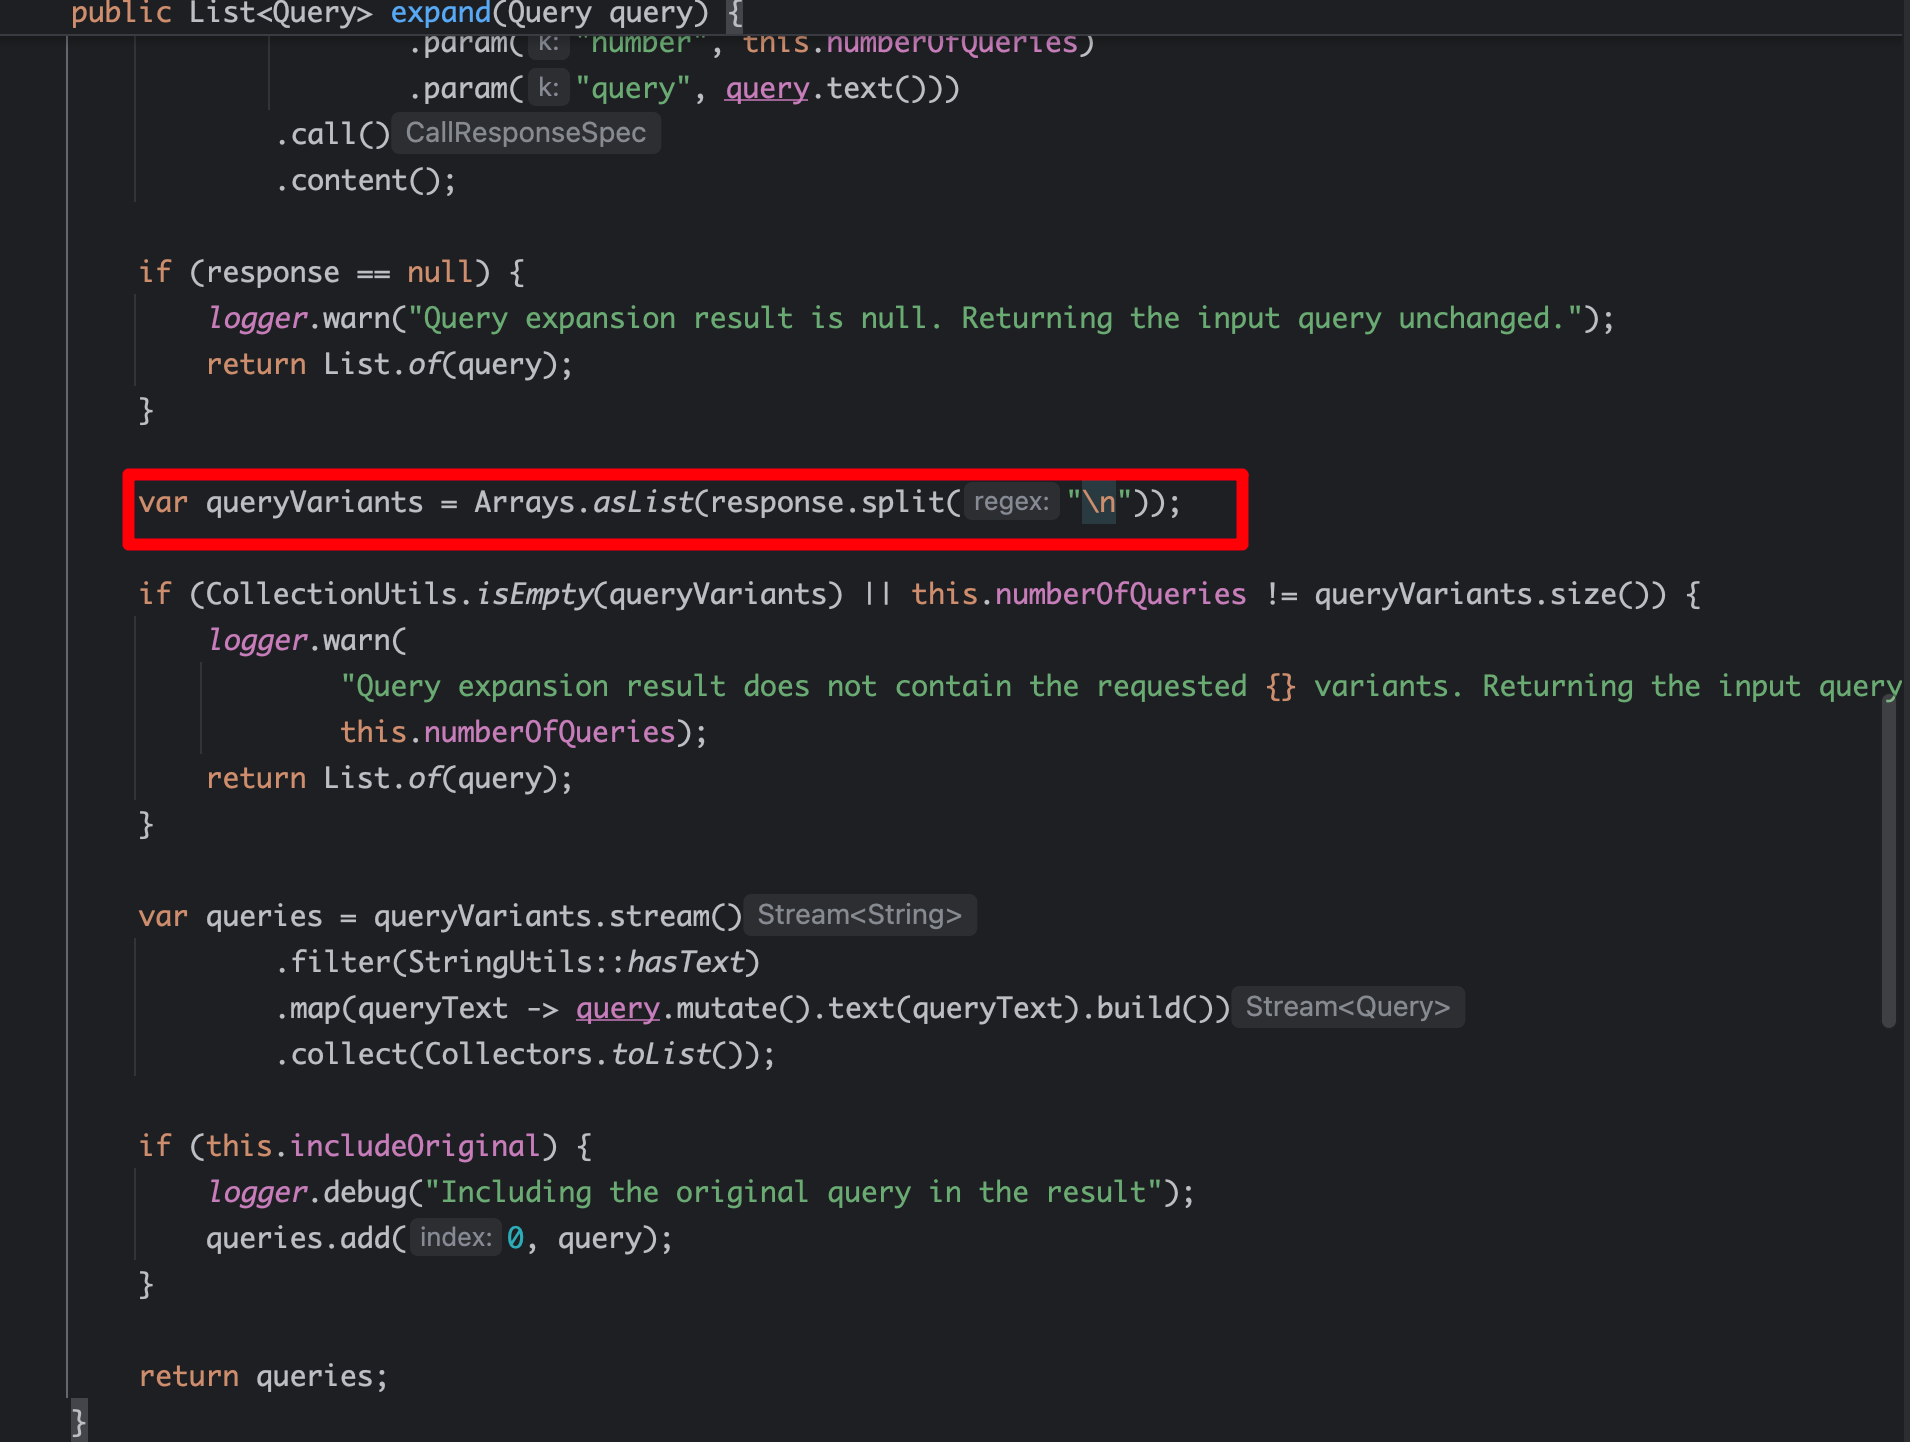 public List<Query> expand(Query query) {
.param( k: "number", this.numberOfQueries)
.param( k: "query", query.text()))
.call() CallResponseSpec
.content();
if (response == null) {
logger.warn("Query expansion result is null. Returning the input query unchanged.");
return List.of(query);
}
var queryVariants = Arrays.asList(response.split( regex: "\n"));
if (CollectionUtils.isEmpty(queryVariants) || this.numberOfQueries != queryVariants.size()) {
logger.warn(
"Query expansion result does not contain the requested {} variants. Returning the input query
this.numberOfQueries);
return List.of(query);
}
var queries = queryVariants.stream() Stream<String>
.filter(StringUtils::hasText)
.map(queryText -> query.mutate().text(queryText).build()) Stream<Query>
.collect(Collectors.toList());
if (this.includeOriginal) {
logger.debug("Including the original query in the result");
queries.add( index: 0, query);
}
return queries;
}